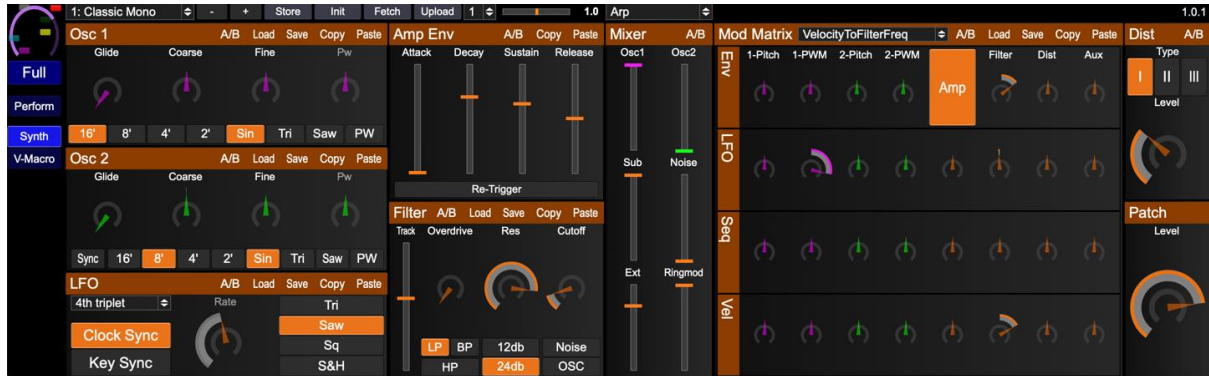 1: Classic Mono - + Store Init Fetch Upload 1 1.0 Arp 1.0.1
Full
Perform
Synth
V-Macro
Osc 1 A/B Load Save Copy Paste
Glide Coarse Fine Pw
16' 8' 4' 2' Sin Tri Saw PW
Osc 2 A/B Load Save Copy Paste
Glide Coarse Fine Pw
Sync 16' 8' 4' 2' Sin Tri Saw PW
LFO A/B Load Save Copy Paste
4th triplet Rate Tri
Clock Sync Saw
Sq
Key Sync S&H
Amp Env A/B Copy Paste
Attack Decay Sustain Release
Re-Trigger
Filter A/B Load Save Copy Paste
Track Overdrive Res Cutoff
LP BP 12db Noise
HP 24db OSC
Mixer A/B
Osc1 Osc2
Sub Noise
Ext Ringmod
Mod Matrix VelocityToFilterFreq A/B Load Save Copy Paste
1-Pitch 1-PWM 2-Pitch 2-PWM Filter Dist Aux
Env Amp
LFO
Seq
Vel
Dist A/B
Type
I II III
Level
Patch
Level